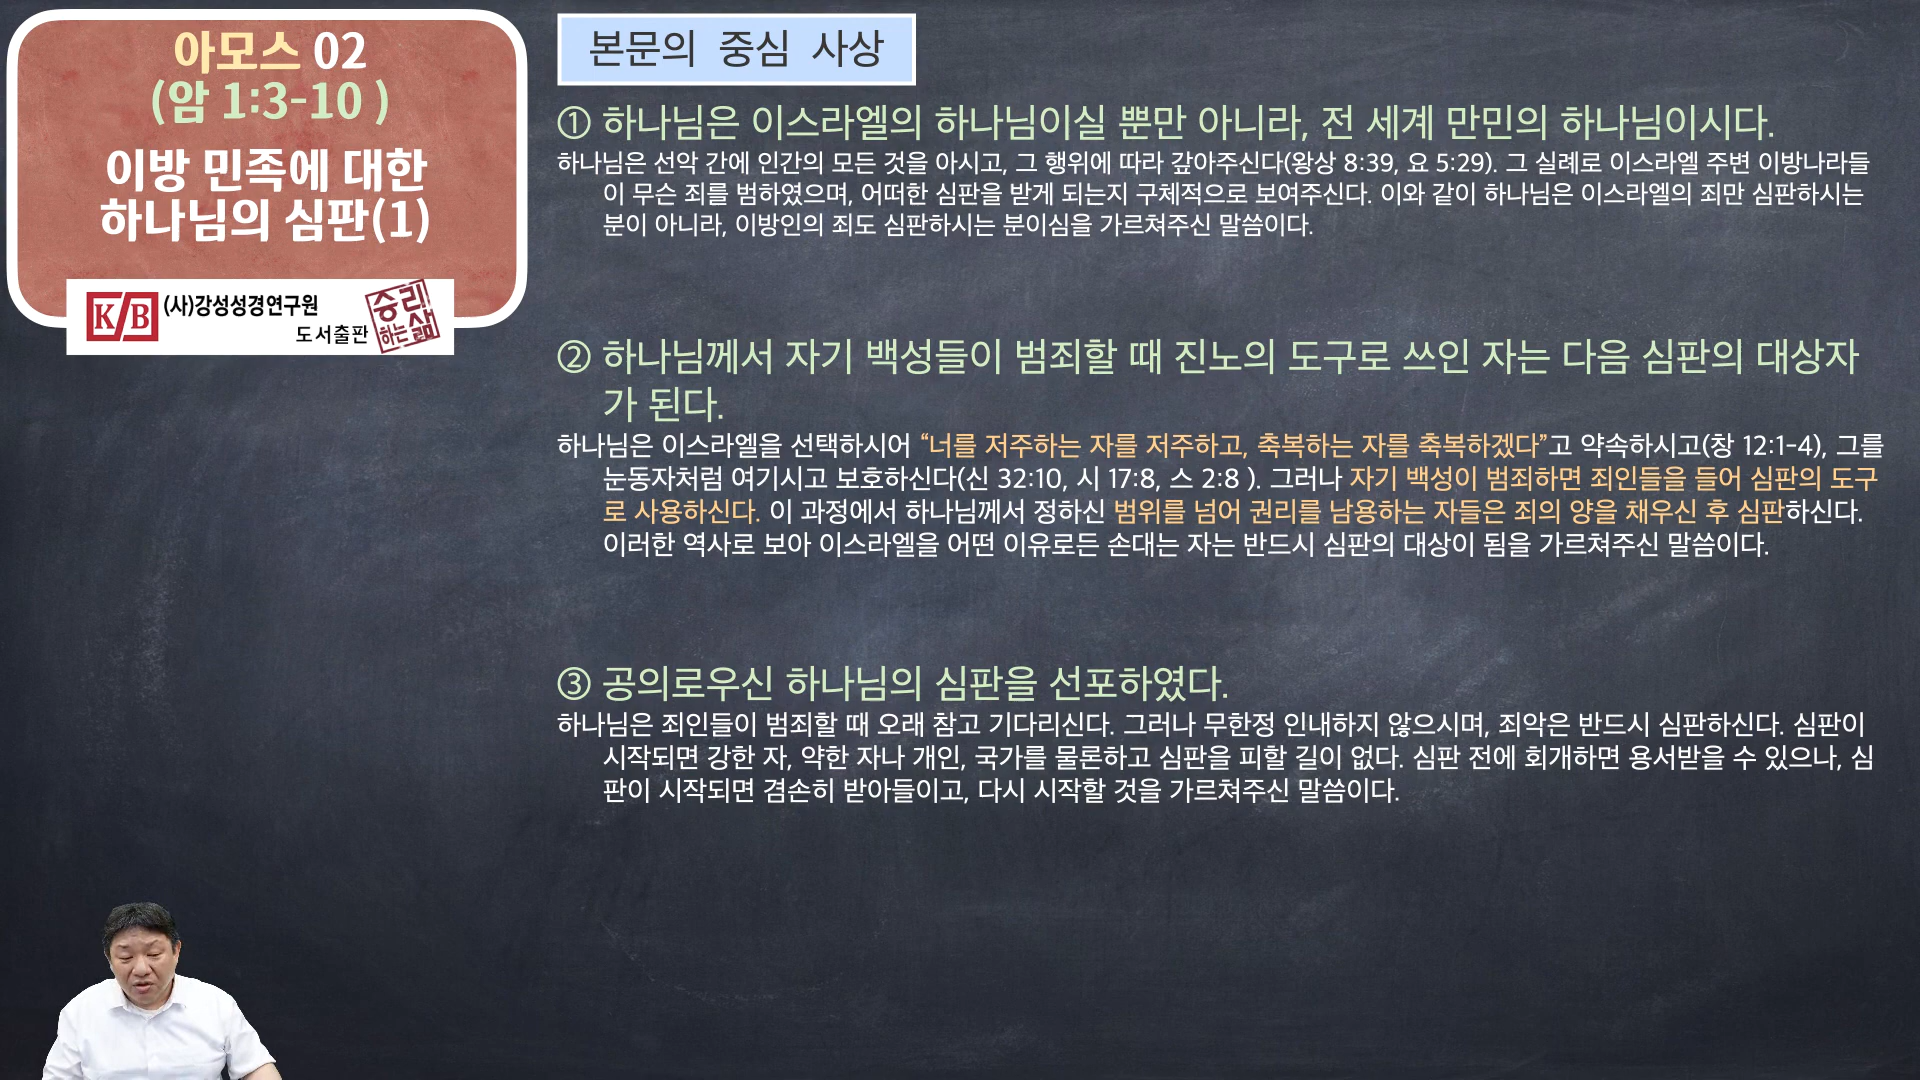 아모스 02
(암 1:3-10 )
이방 민족에 대한
하나님의 심판(1)
KB
(사)강성성경연구원
도서출판
승리
하는 삶
본문의 중심 사상
① 하나님은 이스라엘의 하나님이실 뿐만 아니라, 전 세계 만민의 하나님이시다.
하나님은 선악 간에 인간의 모든 것을 아시고, 그 행위에 따라 갚아주신다(왕상 8:39, 요 5:29). 그 실례로 이스라엘 주변 이방나라들
이 무슨 죄를 범하였으며, 어떠한 심판을 받게 되는지 구체적으로 보여주신다. 이와 같이 하나님은 이스라엘의 죄만 심판하시는
분이 아니라, 이방인의 죄도 심판하시는 분이심을 가르쳐주신 말씀이다.
② 하나님께서 자기 백성들이 범죄할 때 진노의 도구로 쓰인 자는 다음 심판의 대상자
가 된다.
하나님은 이스라엘을 선택하시어 “너를 저주하는 자를 저주하고, 축복하는 자를 축복하겠다”고 약속하시고(창 12:1-4), 그를
눈동자처럼 여기시고 보호하신다(신 32:10, 시 17:8, 스 2:8 ). 그러나 자기 백성이 범죄하면 죄인들을 들어 심판의 도구
로 사용하신다. 이 과정에서 하나님께서 정하신 범위를 넘어 권리를 남용하는 자들은 죄의 양을 채우신 후 심판하신다.
이러한 역사로 보아 이스라엘을 어떤 이유로든 손대는 자는 반드시 심판의 대상이 됨을 가르쳐주신 말씀이다.
③ 공의로우신 하나님의 심판을 선포하였다.
하나님은 죄인들이 범죄할 때 오래 참고 기다리신다. 그러나 무한정 인내하지 않으시며, 죄악은 반드시 심판하신다. 심판이
시작되면 강한 자, 약한 자나 개인, 국가를 물론하고 심판을 피할 길이 없다. 심판 전에 회개하면 용서받을 수 있으나, 심
판이 시작되면 겸손히 받아들이고, 다시 시작할 것을 가르쳐주신 말씀이다.